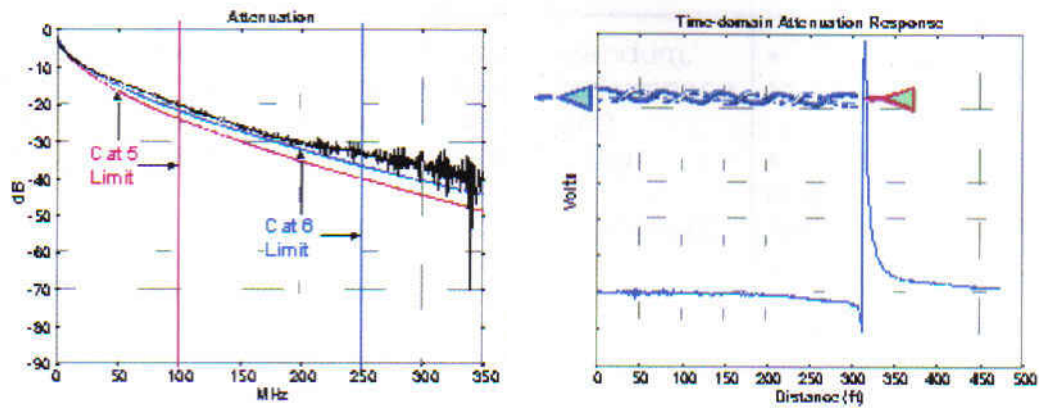 Attenuation
0
-10
-20
-30
-40
-50
-60
-70
-80
-90
dB
Cat 5
Limit
Cat 6
Limit
0 50 100 150 200 250 300 350
MHz
Time-domain Attenuation Response
Volts
0 50 100 150 200 250 300 350 400 450 500
Distance (ft)